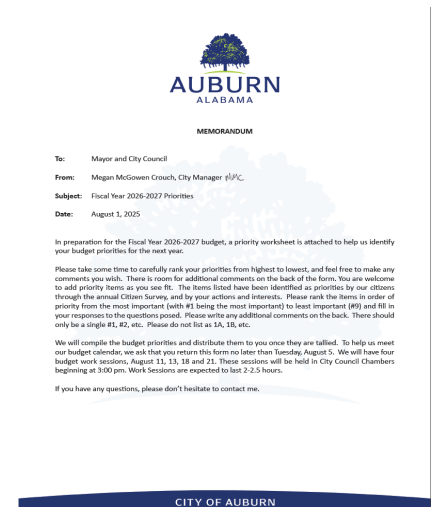 AUBURN
ALABAMA
MEMORANDUM
To: Mayor and City Council
From: Megan McGowen Crouch, City Manager MMC
Subject: Fiscal Year 2026-2027 Priorities
Date: August 1, 2025
In preparation for the Fiscal Year 2026-2027 budget, a priority worksheet is attached to help us identify
your budget priorities for the next year.
Please take some time to carefully rank your priorities from highest to lowest, and feel free to make any
comments you wish. There is room for additional comments on the back of the form. You are welcome
to add priority items as you see fit. The items listed have been identified as priorities by our citizens
through the annual Citizen Survey, and by your actions and interests. Please rank the items in order of
priority from the most important (with #1 being the most important) to least important (#9) and fill in
your responses to the questions posed. Please write any additional comments on the back. There should
only be a single #1, #2, etc. Please do not list as 1A, 1B, etc.
We will compile the budget priorities and distribute them to you once they are tallied. To help us meet
our budget calendar, we ask that you return this form no later than Tuesday, August 5. We will have four
budget work sessions, August 11, 13, 18 and 21. These sessions will be held in City Council Chambers
beginning at 3:00 pm. Work Sessions are expected to last 2-2.5 hours.
If you have any questions, please don't hesitate to contact me.
CITY OF AUBURN